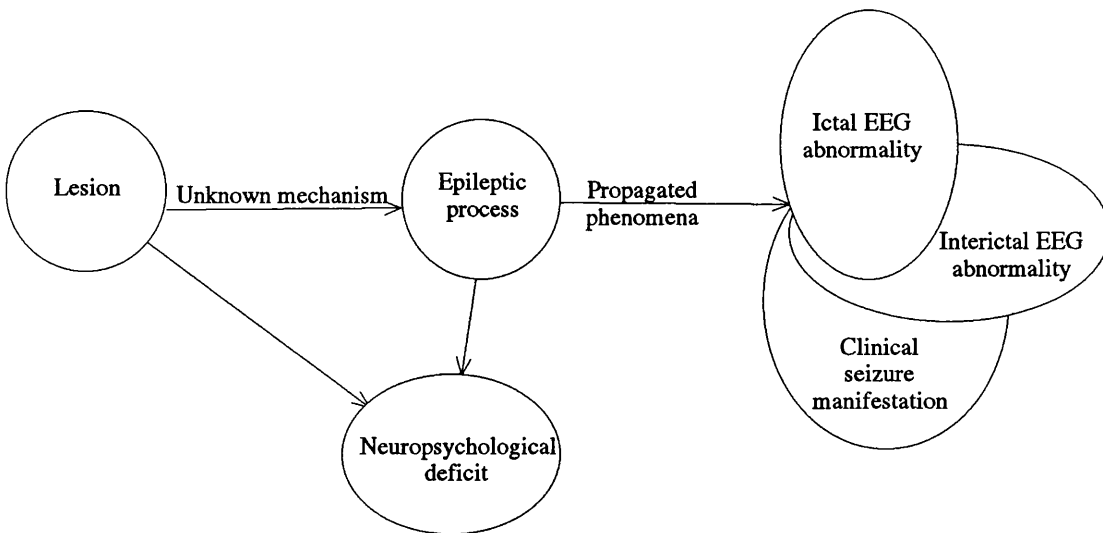 Lesion
Unknown mechanism
Epileptic
process
Propagated
phenomena
Ictal EEG
abnormality
Interictal EEG
abnormality
Clinical
seizure
manifestation
Neuropsychological
deficit